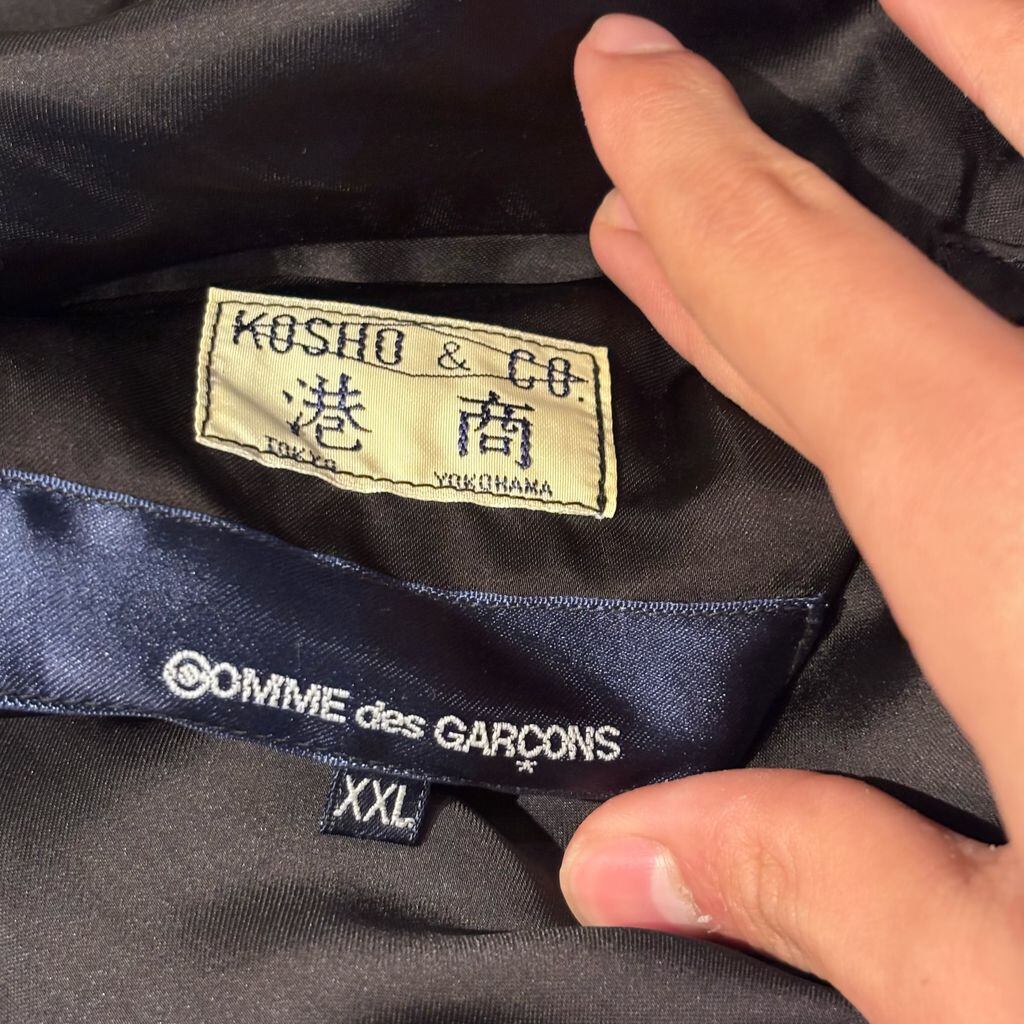 KOSHO & CO.
港 商
TOKYO YOKOHAMA
COMME des GARÇONS
*
XXL